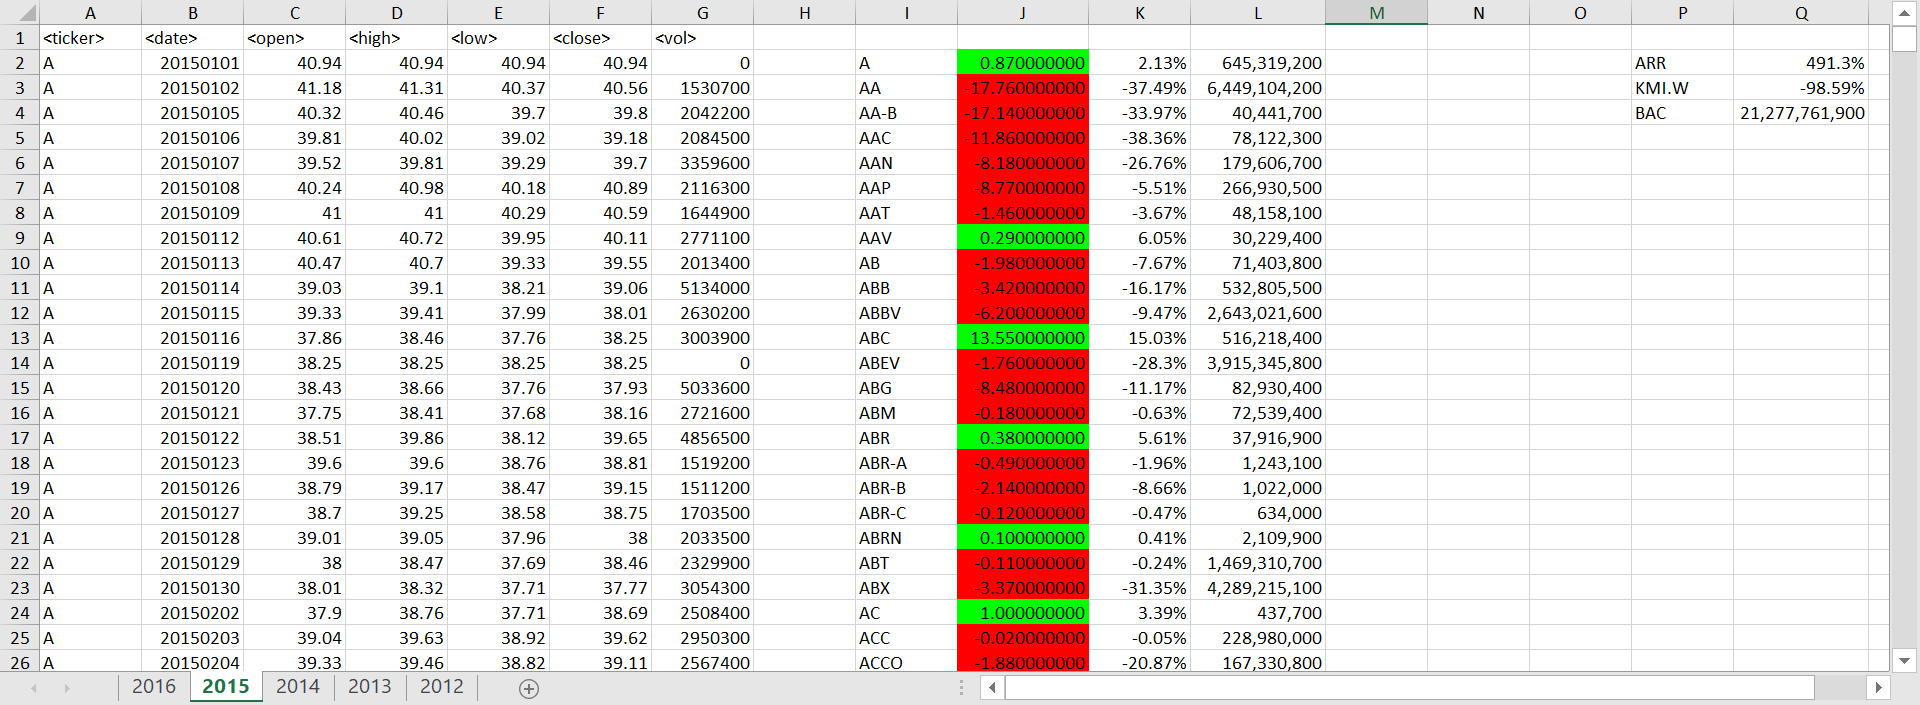 A B C D E F G H I J K L M N O P Q
1 <ticker> <date> <open> <high> <low> <close> <vol>
2 A 20150101 40.94 40.94 40.94 40.94 0 A 0.870000000 2.13% 645,319,200 ARR 491.3%
3 A 20150102 41.18 41.31 40.37 40.56 1530700 AA -17.760000000 -37.49% 6,449,104,200 KMI.W -98.59%
4 A 20150105 40.32 40.46 39.7 39.8 2042200 AA-B -17.140000000 -33.97% 40,441,700 BAC 21,277,761,900
5 A 20150106 39.81 40.02 39.02 39.18 2084500 AAC -11.860000000 -38.36% 78,122,300
6 A 20150107 39.52 39.81 39.29 39.7 3359600 AAN -8.180000000 -26.76% 179,606,700
7 A 20150108 40.24 40.98 40.18 40.89 2116300 AAP -8.770000000 -5.51% 266,930,500
8 A 20150109 41 41 40.29 40.59 1644900 AAT -1.460000000 -3.67% 48,158,100
9 A 20150112 40.61 40.72 39.95 40.11 2771100 AAV 0.290000000 6.05% 30,229,400
10 A 20150113 40.47 40.7 39.33 39.55 2013400 AB -1.980000000 -7.67% 71,403,800
11 A 20150114 39.03 39.1 38.21 39.06 5134000 ABB -3.420000000 -16.17% 532,805,500
12 A 20150115 39.33 39.41 37.99 38.01 2630200 ABBV -6.200000000 -9.47% 2,643,021,600
13 A 20150116 37.86 38.46 37.76 38.25 3003900 ABC 13.550000000 15.03% 516,218,400
14 A 20150119 38.25 38.25 38.25 38.25 0 ABEV -1.760000000 -28.3% 3,915,345,800
15 A 20150120 38.43 38.66 37.76 37.93 5033600 ABG -8.480000000 -11.17% 82,930,400
16 A 20150121 37.75 38.41 37.68 38.16 2721600 ABM -0.180000000 -0.63% 72,539,400
17 A 20150122 38.51 39.86 38.12 39.65 4856500 ABR 0.380000000 5.61% 37,916,900
18 A 20150123 39.6 39.6 38.76 38.81 1519200 ABR-A -0.490000000 -1.96% 1,243,100
19 A 20150126 38.79 39.17 38.47 39.15 1511200 ABR-B -2.140000000 -8.66% 1,022,000
20 A 20150127 38.7 39.25 38.58 38.75 1703500 ABR-C -0.120000000 -0.47% 634,000
21 A 20150128 39.01 39.05 37.96 38 2033500 ABRN 0.100000000 0.41% 2,109,900
22 A 20150129 38 38.47 37.69 38.46 2329900 ABT -0.110000000 -0.24% 1,469,310,700
23 A 20150130 38.01 38.32 37.71 37.77 3054300 ABX -3.370000000 -31.35% 4,289,215,100
24 A 20150202 37.9 38.76 37.71 38.69 2508400 AC 1.000000000 3.39% 437,700
25 A 20150203 39.04 39.63 38.92 39.62 2950300 ACC -0.020000000 -0.05% 228,980,000
26 A 20150204 39.33 39.46 38.82 39.11 2567400 ACCO -1.880000000 -20.87% 167,330,800
2016 2015 2014 2013 2012